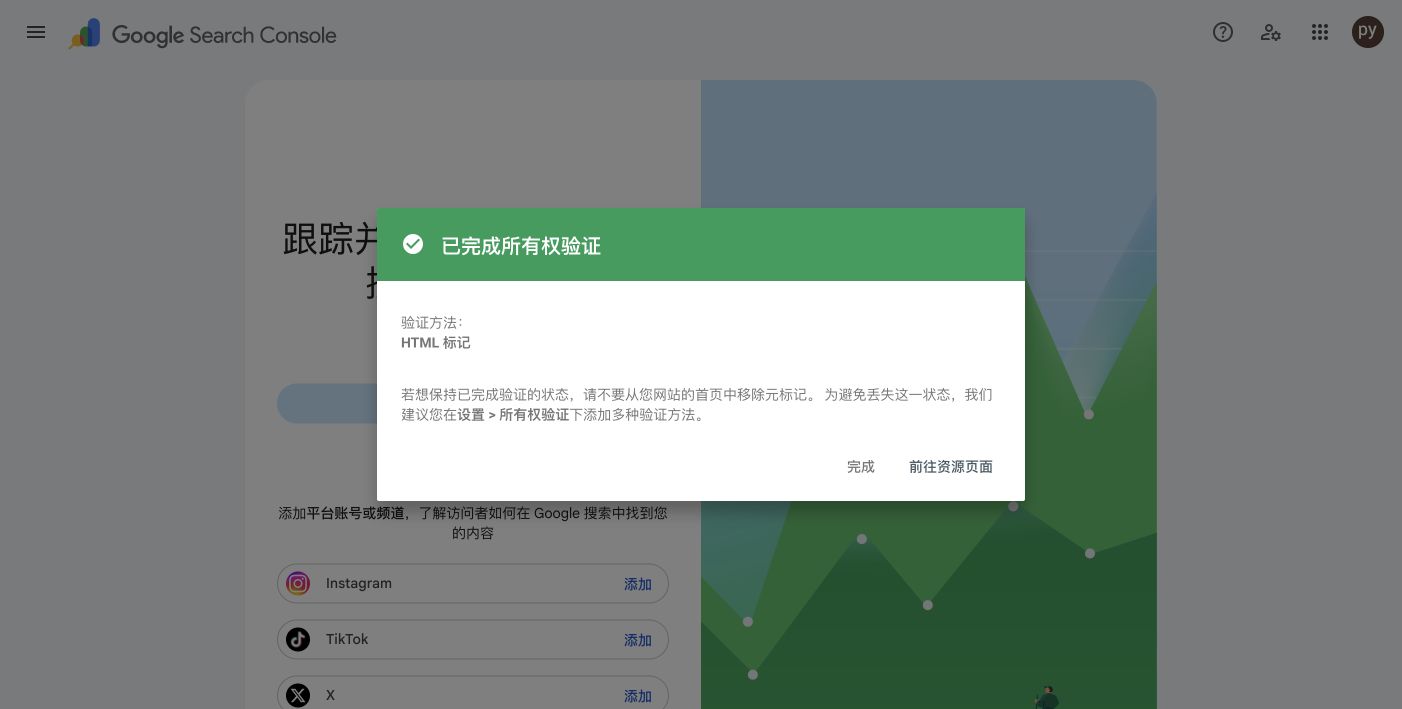 Google Search Console
py
跟踪并
已完成所有权验证
验证方法：
HTML 标记
若想保持已完成验证的状态，请不要从您网站的首页中移除元标记。 为避免丢失这一状态，我们
建议您在设置 > 所有权验证下添加多种验证方法。
完成 前往资源页面
添加平台账号或频道，了解访问者如何在 Google 搜索中找到您
的内容
Instagram 添加
TikTok 添加
X 添加